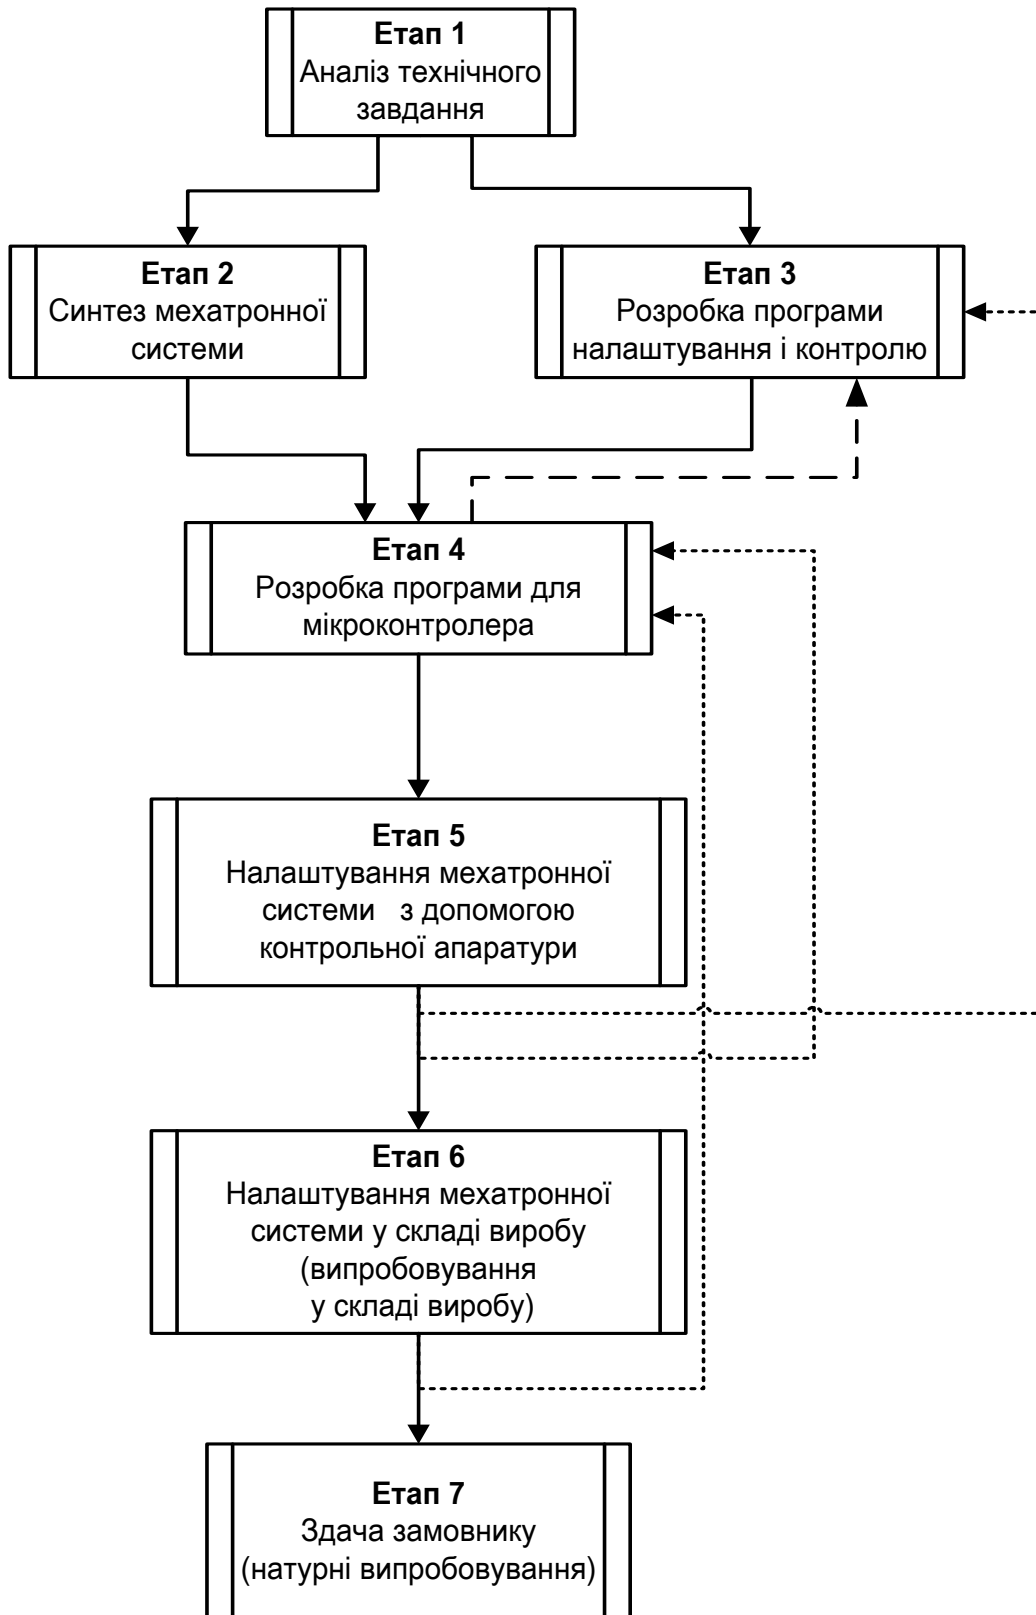 Етап 1
Аналіз технічного
завдання
Етап 2
Синтез мехатронної
системи
Етап 3
Розробка програми
налаштування і контролю
Етап 4
Розробка програми для
мікроконтролера
Етап 5
Налаштування мехатронної
системи з допомогою
контрольної апаратури
Етап 6
Налаштування мехатронної
системи у складі виробу
(випробовування
у складі виробу)
Етап 7
Здача замовнику
(натурні випробовування)